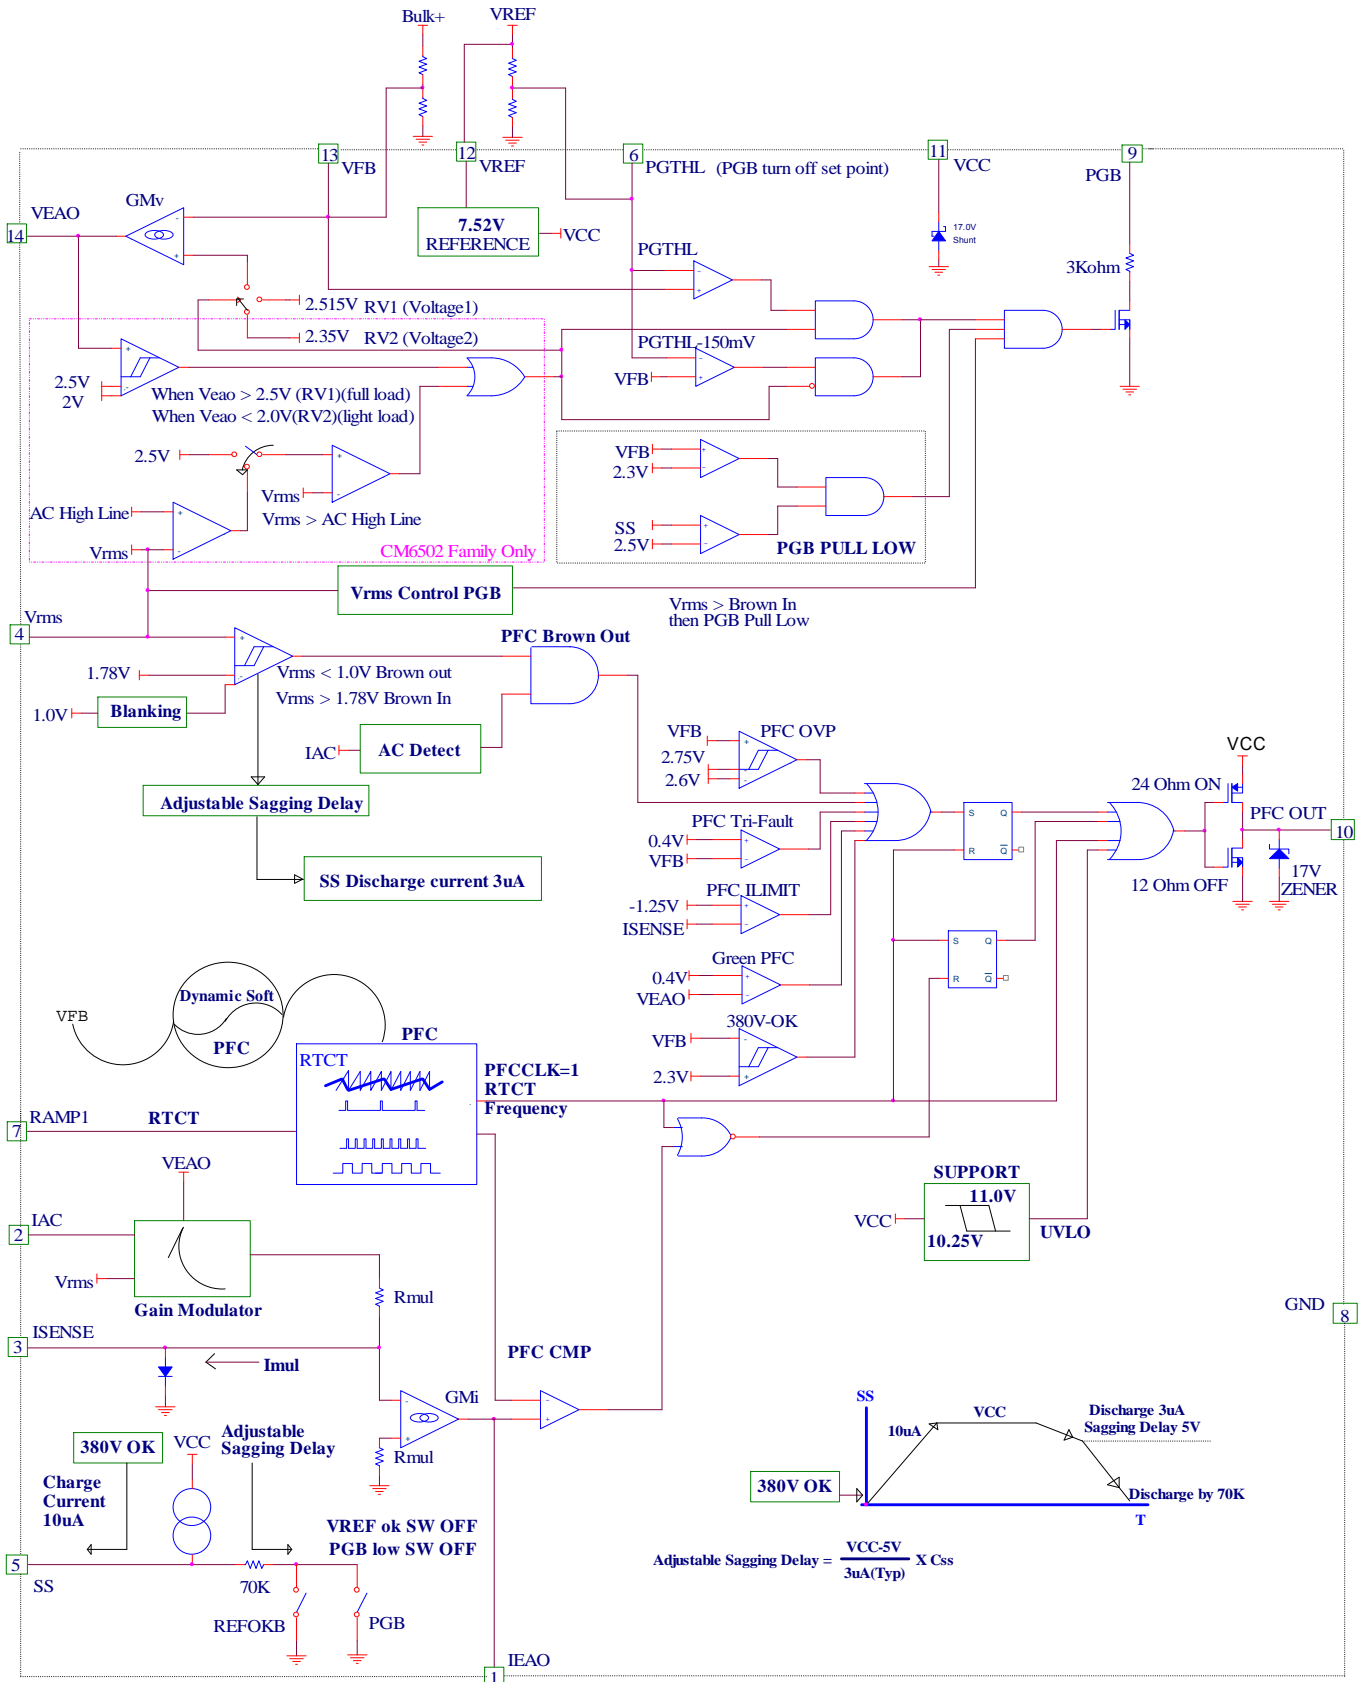 Bulk+
VREF
13
VFB
12
VREF
6
PGTHL (PGB turn off set point)
11
VCC
9
PGB
14
VEAO
GMv
-
+
7.52V
REFERENCE
VCC
17.0V
Shunt
3Kohm
PGTHL
-
+
2.515V RV1 (Voltage1)
2.35V RV2 (Voltage2)
PGTHL-150mV
VFB
-
+
+
-
2.5V
2V
When Veao > 2.5V (RV1)(full load)
When Veao < 2.0V(RV2)(light load)
2.5V
+
-
Vrms
Vrms > AC High Line
AC High Line
Vrms
+
-
CM6502 Family Only
VFB
2.3V
+
-
SS
2.5V
+
-
PGB PULL LOW
Vrms Control PGB
Vrms > Brown In
then PGB Pull Low
4
Vrms
+
-
-
1.78V
1.0V
Blanking
Vrms < 1.0V Brown out
Vrms > 1.78V Brown In
PFC Brown Out
IAC
AC Detect
Adjustable Sagging Delay
SS Discharge current 3uA
VFB
2.75V
2.6V
PFC OVP
+
-
-
PFC Tri-Fault
0.4V
VFB
+
-
PFC ILIMIT
-1.25V
ISENSE
+
-
Green PFC
0.4V
VEAO
+
-
380V-OK
VFB
2.3V
-
+
S
R
Q
Q
S
R
Q
Q
VCC
24 Ohm ON
PFC OUT
10
12 Ohm OFF
17V
ZENER
VFB
Dynamic Soft
PFC
PFC
RTCT
PFCCLK=1
RTCT
Frequency
7
RAMP1
RTCT
SUPPORT
11.0V
10.25V
VCC
UVLO
VEAO
2
IAC
Vrms
Gain Modulator
Rmul
GND
8
3
ISENSE
Imul
PFC CMP
-
+
GMi
-
+
Rmul
380V OK
VCC
Adjustable
Sagging Delay
Charge
Current
10uA
VREF ok SW OFF
PGB low SW OFF
5
SS
70K
REFOKB
PGB
1
IEAO
SS
10uA
VCC
Discharge 3uA
Sagging Delay 5V
380V OK
Discharge by 70K
T
Adjustable Sagging Delay = VCC-5V / 3uA(Typ) X Css